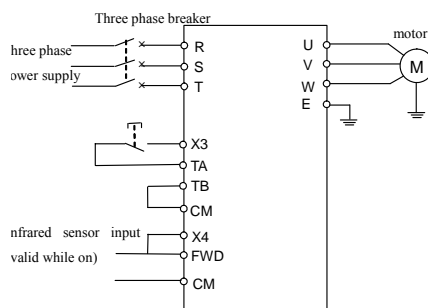 Three phase breaker
hree phase
ower supply
R
S
T
U
V
W
E
motor
M
X3
TA
TB
CM
nfrared sensor input
valid while on)
X4
FWD
CM